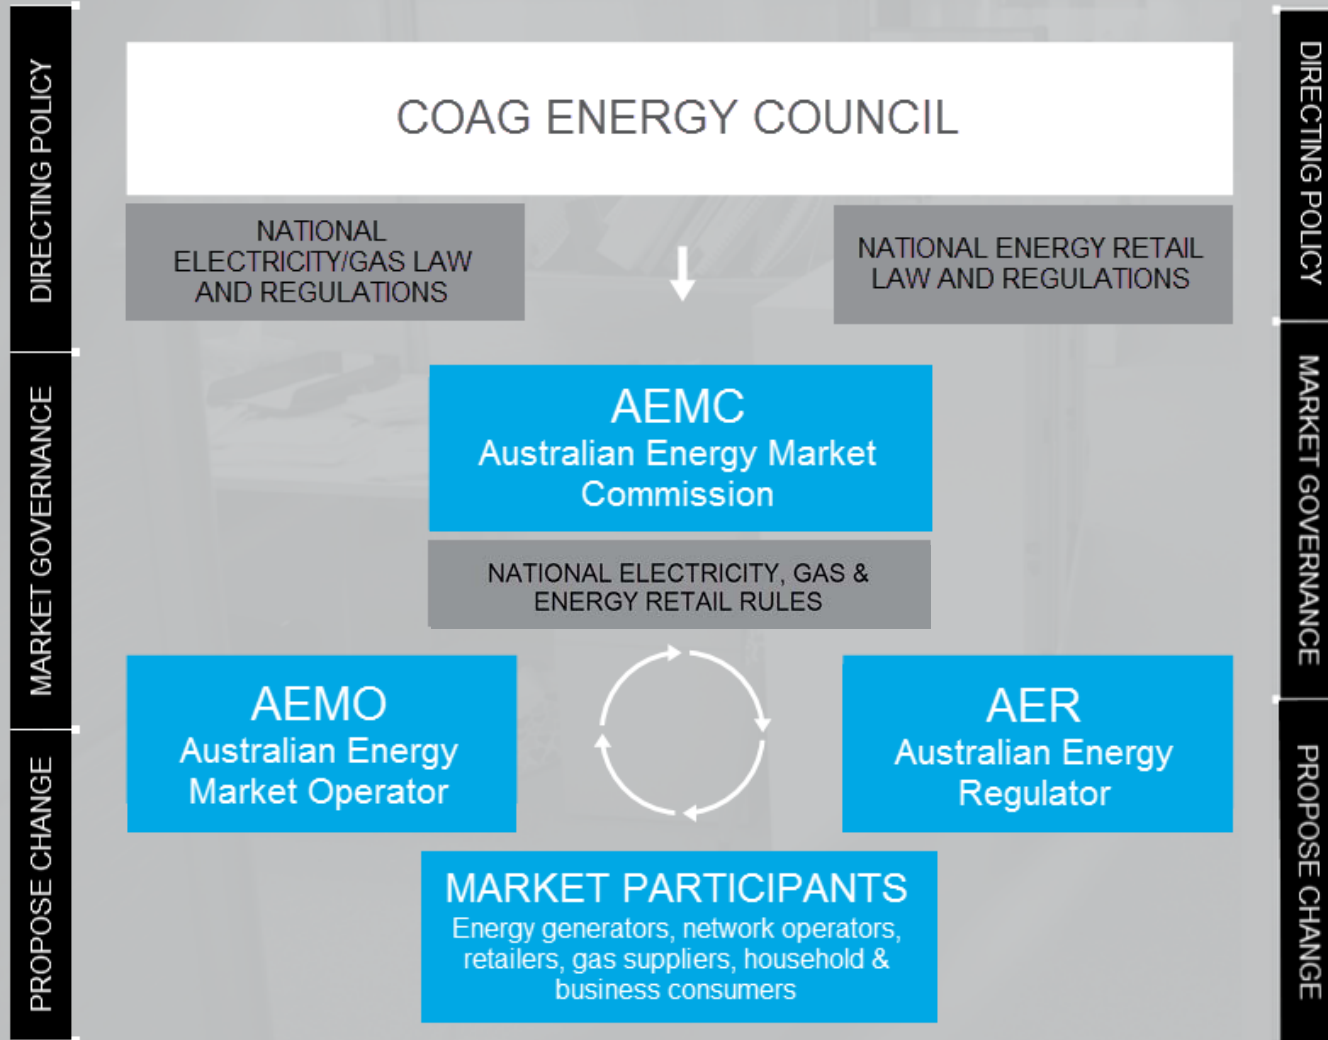 DIRECTING POLICY
MARKET GOVERNANCE
PROPOSE CHANGE
COAG ENERGY COUNCIL
NATIONAL
ELECTRICITY/GAS LAW
AND REGULATIONS
NATIONAL ENERGY RETAIL
LAW AND REGULATIONS
AEMC
Australian Energy Market
Commission
NATIONAL ELECTRICITY, GAS &
ENERGY RETAIL RULES
AEMO
Australian Energy
Market Operator
AER
Australian Energy
Regulator
MARKET PARTICIPANTS
Energy generators, network operators,
retailers, gas suppliers, household &
business consumers
DIRECTING POLICY
MARKET GOVERNANCE
PROPOSE CHANGE